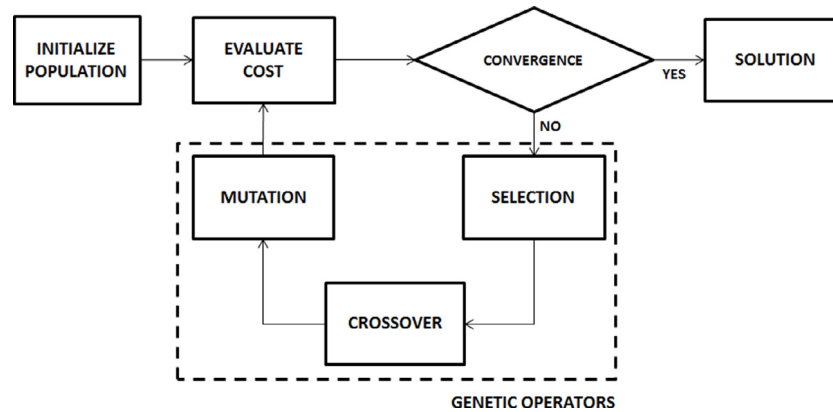 INITIALIZE
POPULATION
EVALUATE
COST
CONVERGENCE
YES
SOLUTION
NO
MUTATION
SELECTION
CROSSOVER
GENETIC OPERATORS